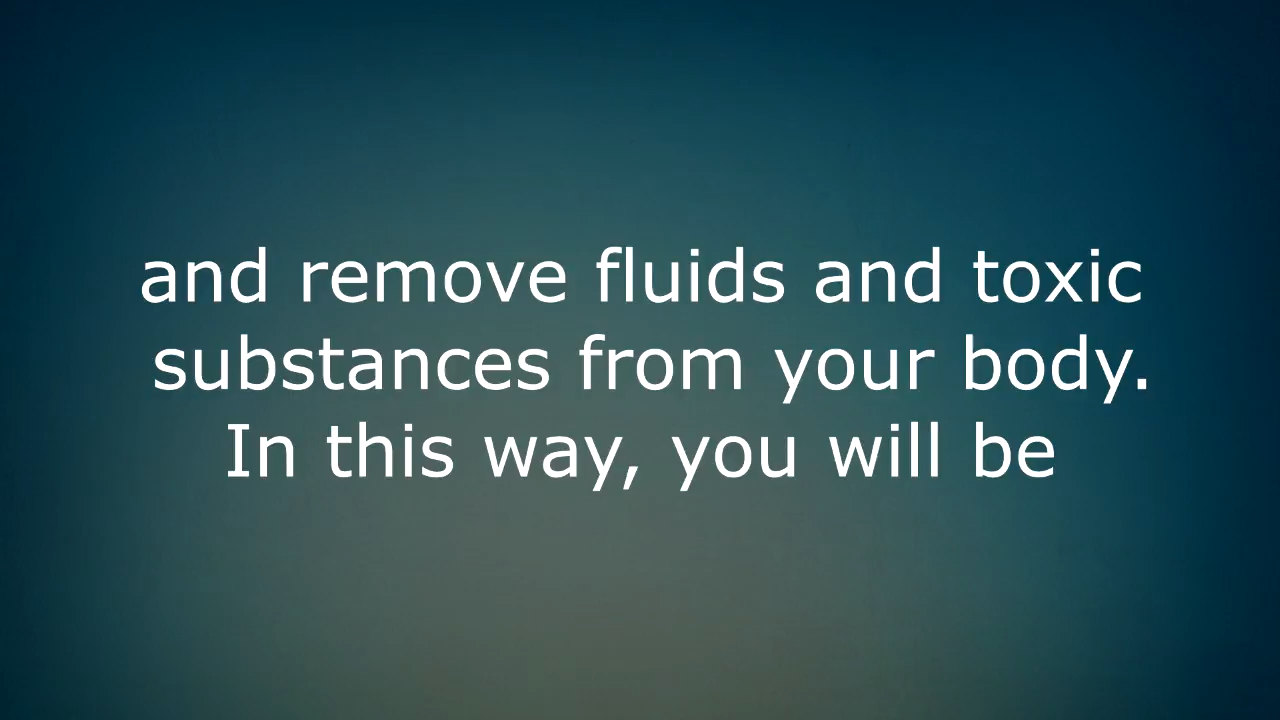 and remove fluids and toxic
substances from your body.
In this way, you will be